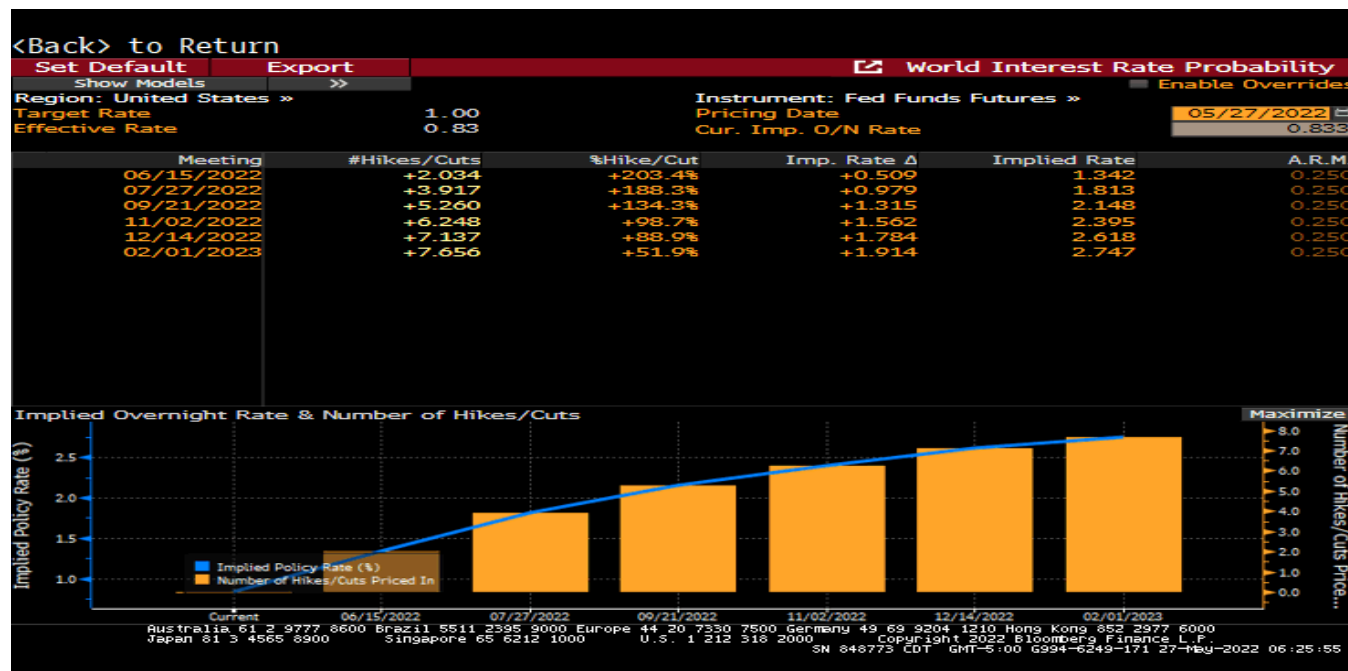 <Back> to Return
Set Default Export World Interest Rate Probability
Show Models >> Enable Overrides
Region: United States » Instrument: Fed Funds Futures »
Target Rate 1.00 Pricing Date 05/27/2022
Effective Rate 0.83 Cur. Imp. O/N Rate 0.833
Meeting #Hikes/Cuts %Hike/Cut Imp. Rate Δ Implied Rate A.R.M
06/15/2022 +2.034 +203.4% +0.509 1.342 0.250
07/27/2022 +3.917 +188.3% +0.979 1.813 0.250
09/21/2022 +5.260 +134.3% +1.315 2.148 0.250
11/02/2022 +6.248 +98.7% +1.562 2.395 0.250
12/14/2022 +7.137 +88.9% +1.784 2.618 0.250
02/01/2023 +7.656 +51.9% +1.914 2.747 0.250
Implied Overnight Rate & Number of Hikes/Cuts Maximize
Implied Policy Rate (%)
2.5
2.0
1.5
1.0
8.0
7.0
6.0
5.0
4.0
3.0
2.0
1.0
0.0
Number of Hikes/Cuts Price...
Implied Policy Rate (%)
Number of Hikes/Cuts Priced In
Current 06/15/2022 07/27/2022 09/21/2022 11/02/2022 12/14/2022 02/01/2023
Australia 61 2 9777 8600 Brazil 5511 2395 9000 Europe 44 20 7330 7500 Germany 49 69 9204 1210 Hong Kong 852 2977 6000
Japan 81 3 4565 8900 Singapore 65 6212 1000 U.S. 1 212 318 2000 Copyright 2022 Bloomberg Finance L.P.
SN 848773 CDT GMT-5:00 G994-6249-171 27-May-2022 06:25:55